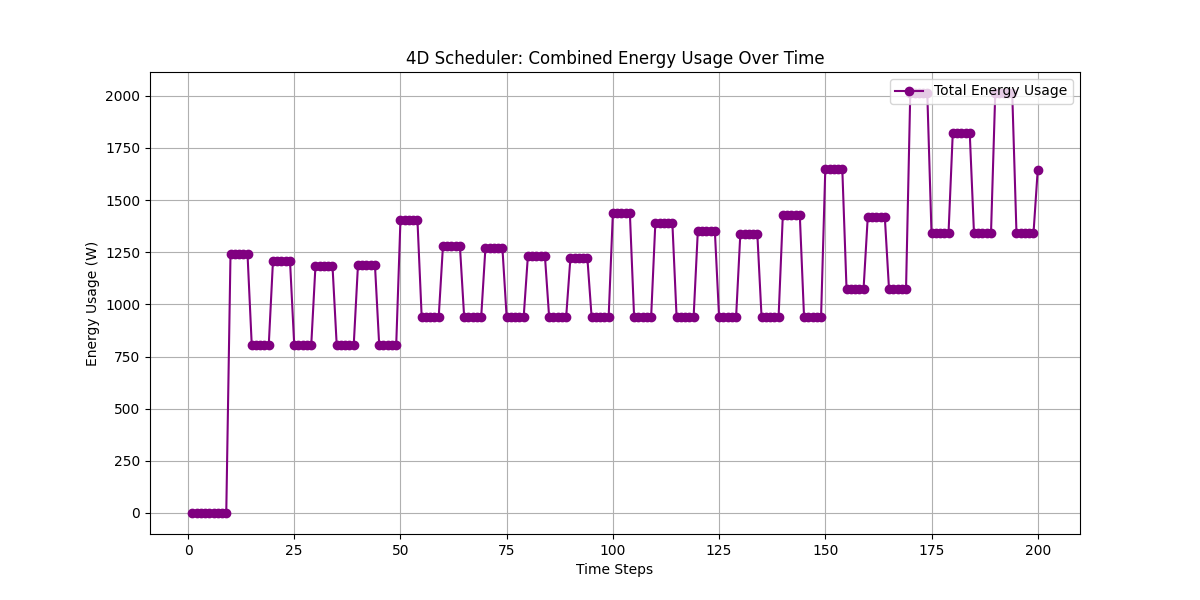 4D Scheduler: Combined Energy Usage Over Time
Total Energy Usage
Energy Usage (W)
2000
1750
1500
1250
1000
750
500
250
0
0 25 50 75 100 125 150 175 200
Time Steps